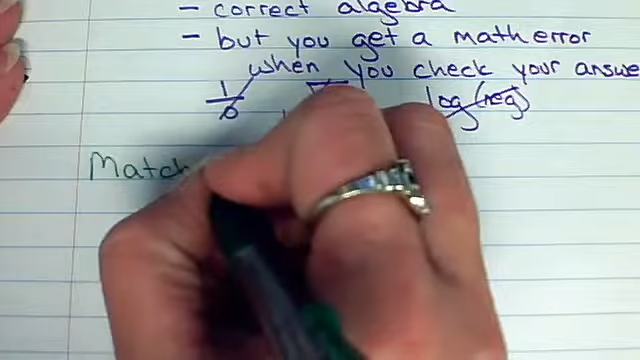 - correct algebra
- but you get a math error
when you check your answe
1/0 log(neg)
Match